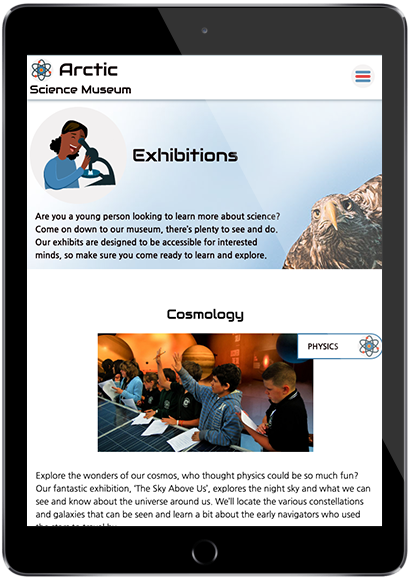 Arctic
Science Museum
Exhibitions
Are you a young person looking to learn more about science?
Come on down to our museum, there's plenty to see and do.
Our exhibits are designed to be accessible for interested
minds, so make sure you come ready to learn and explore.
Cosmology
PHYSICS
Explore the wonders of our cosmos, who thought physics could be so much fun?
Our fantastic exhibition, 'The Sky Above Us', explores the night sky and what we can
see and know about the universe around us. We'll locate the various constellations
and galaxies that can be seen and learn a bit about the early navigators who used
the stars to travel by.